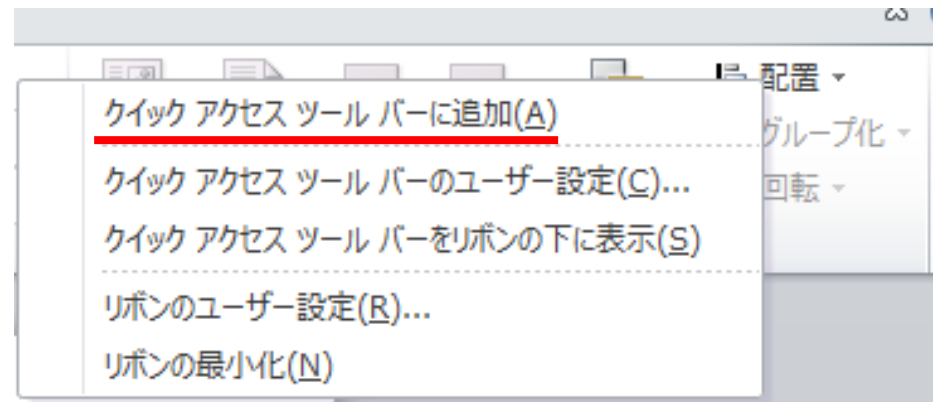 配置
クイック アクセス ツール バーに追加(A)
グループ化
クイック アクセス ツール バーのユーザー設定(C)...
回転
クイック アクセス ツール バーをリボンの下に表示(S)
リボンのユーザー設定(R)...
リボンの最小化(N)